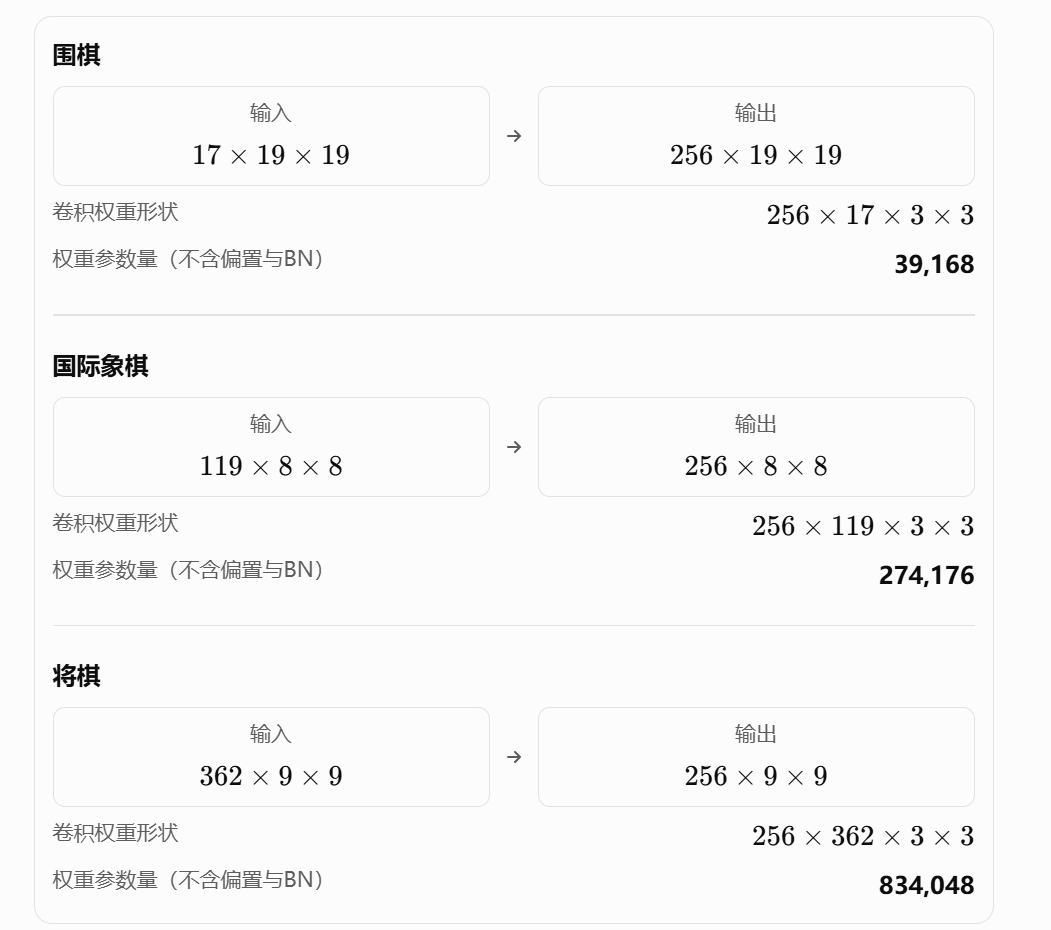 围棋
输入
17 × 19 × 19
→
输出
256 × 19 × 19
卷积权重形状
256 × 17 × 3 × 3
权重参数量（不含偏置与BN）
39,168
国际象棋
输入
119 × 8 × 8
→
输出
256 × 8 × 8
卷积权重形状
256 × 119 × 3 × 3
权重参数量（不含偏置与BN）
274,176
将棋
输入
362 × 9 × 9
→
输出
256 × 9 × 9
卷积权重形状
256 × 362 × 3 × 3
权重参数量（不含偏置与BN）
834,048